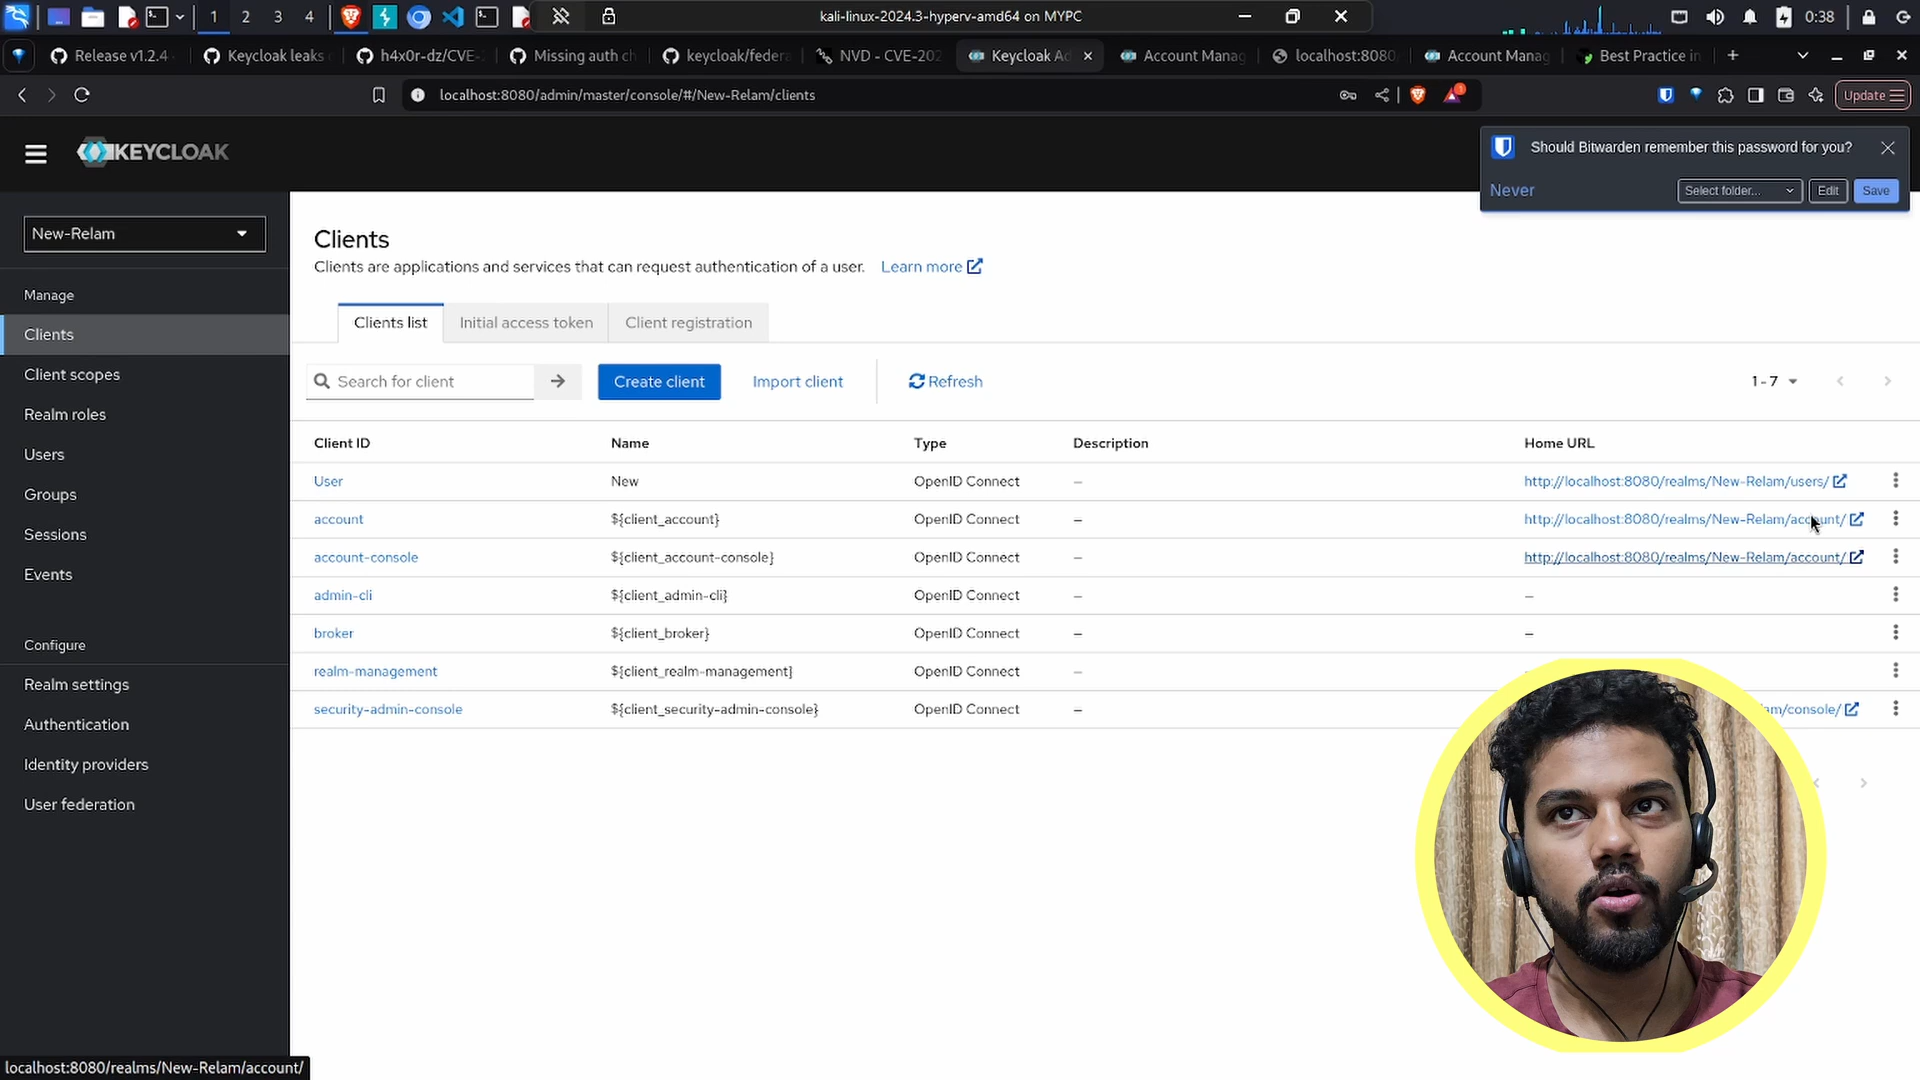 1 2 3 4
kali-linux-2024.3-hyperv-amd64 on MYPC
0:38
Release v1.2.4
Keycloak leaks
h4x0r-dz/CVE-2
Missing auth ch
keycloak/federa
NVD - CVE-202
Keycloak Ad
Account Manag
localhost:8080
Account Manag
Best Practice in
localhost:8080/admin/master/console/#/New-Relam/clients
Update
KEYCLOAK
Should Bitwarden remember this password for you?
Never
Select folder...
Edit
Save
New-Relam
Manage
Clients
Client scopes
Realm roles
Users
Groups
Sessions
Events
Configure
Realm settings
Authentication
Identity providers
User federation
Clients
Clients are applications and services that can request authentication of a user. Learn more
Clients list Initial access token Client registration
Search for client
Create client Import client Refresh
1 - 7
Client ID Name Type Description Home URL
User New OpenID Connect – http://localhost:8080/realms/New-Relam/users/
account ${client_account} OpenID Connect – http://localhost:8080/realms/New-Relam/account/
account-console ${client_account-console} OpenID Connect – http://localhost:8080/realms/New-Relam/account/
admin-cli ${client_admin-cli} OpenID Connect – –
broker ${client_broker} OpenID Connect – –
realm-management ${client_realm-management} OpenID Connect – –
security-admin-console ${client_security-admin-console} OpenID Connect – am/console/
localhost:8080/realms/New-Relam/account/